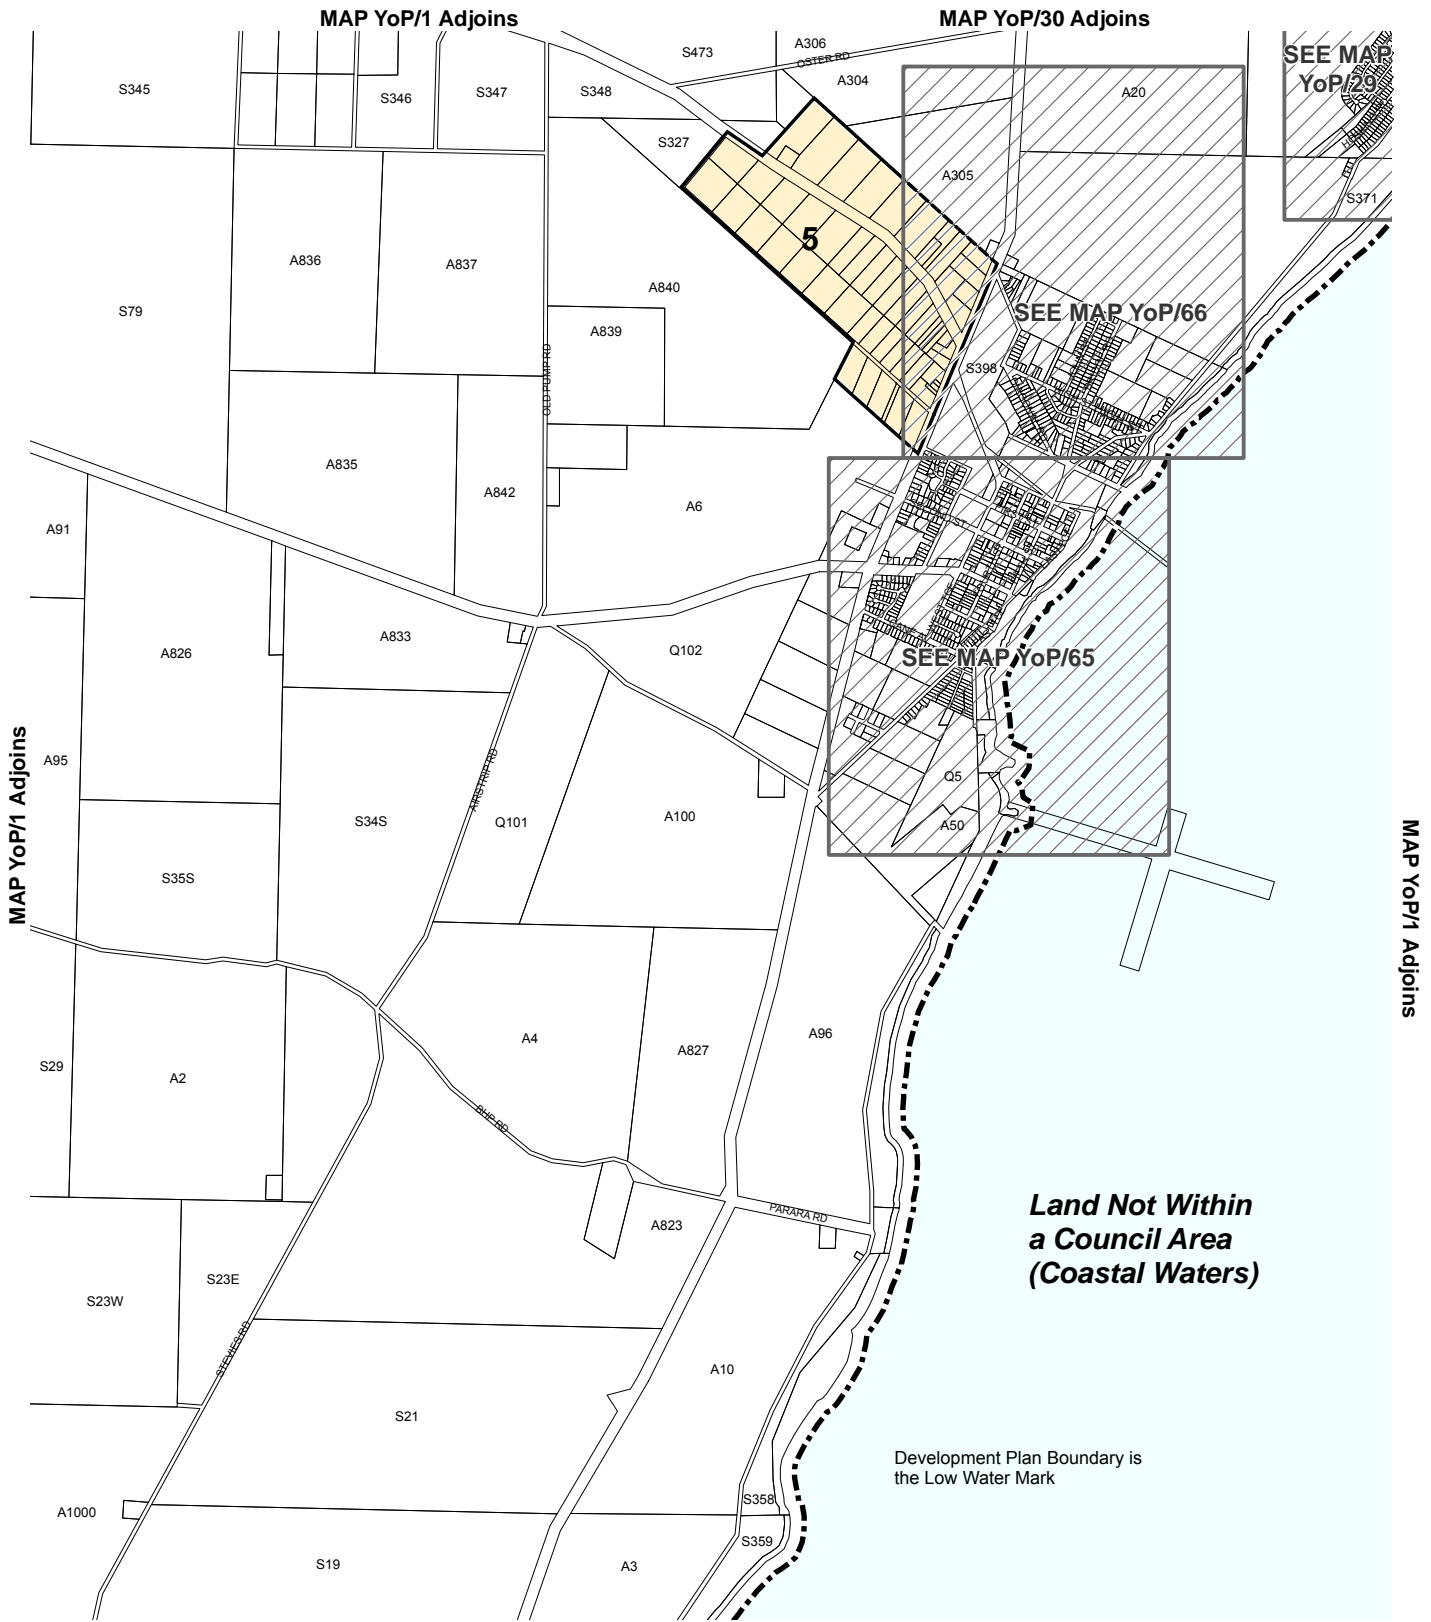 MAP YoP/1 Adjoins
MAP YoP/30 Adjoins
A306
S473
OSTER RD
SEE MAP
YoP/29
A304
S345
S346
S347
S348
A20
S327
A305
S371
5
A836
A837
A840
S79
SEE MAP YoP/66
A839
OLD PUMP RD
S398
A835
A842
A6
A91
A833
Q102
A826
SEE MAP YoP/65
A95
MAP YoP/1 Adjoins
AIRSTRIP RD
Q5
S34S
Q101
A100
A50
MAP YoP/1 Adjoins
S35S
A4
A96
A827
S29
A2
BHP RD
PARARA RD
Land Not Within
a Council Area
(Coastal Waters)
A823
S23E
S23W
STEVIES RD
A10
S21
Development Plan Boundary is
the Low Water Mark
S358
A1000
S359
S19
A3